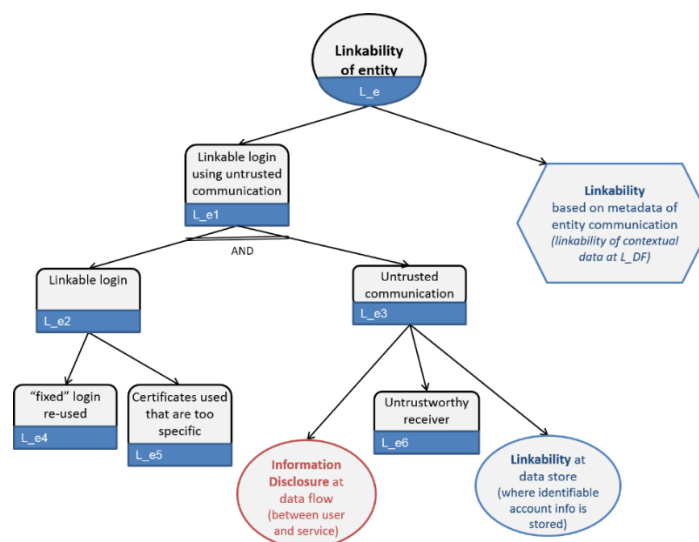 Linkability
of entity
L_e
Linkable login
using untrusted
communication
L_e1
Linkability
based on metadata of
entity communication
(linkability of contextual
data at L_DF)
AND
Linkable login
L_e2
Untrusted
communication
L_e3
“fixed” login
re-used
L_e4
Certificates used
that are too
specific
L_e5
Untrustworthy
receiver
L_e6
Information
Disclosure at
data flow
(between user
and service)
Linkability at
data store
(where identifiable
account info is
stored)